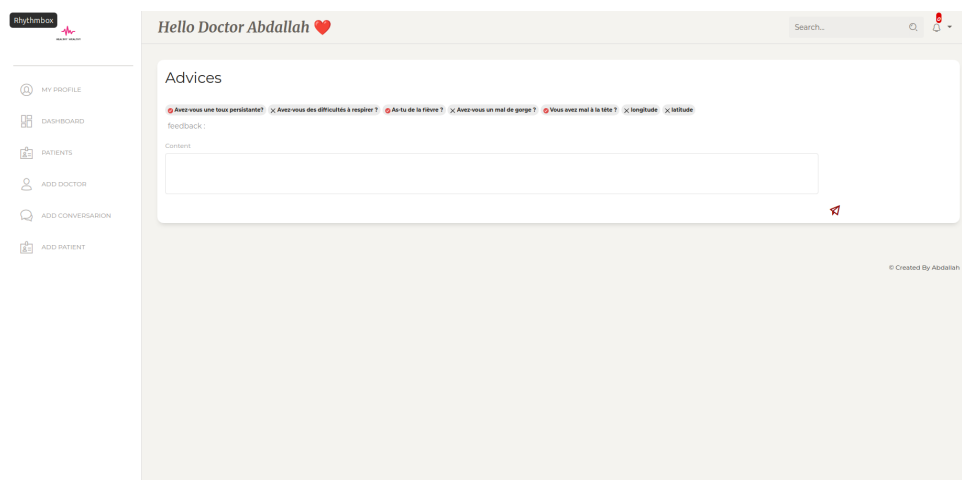 Rhythmbox
Hello Doctor Abdallah ❤️
Search...
MY PROFILE
DASHBOARD
PATIENTS
ADD DOCTOR
ADD CONVERSARION
ADD PATIENT
Advices
Avez-vous une toux persistante? Avez-vous des difficultés à respirer ? As-tu de la fièvre ? Avez-vous un mal de gorge ? Vous avez mal à la tête ? longitude latitude
feedback :
Content
© Created By Abdallah